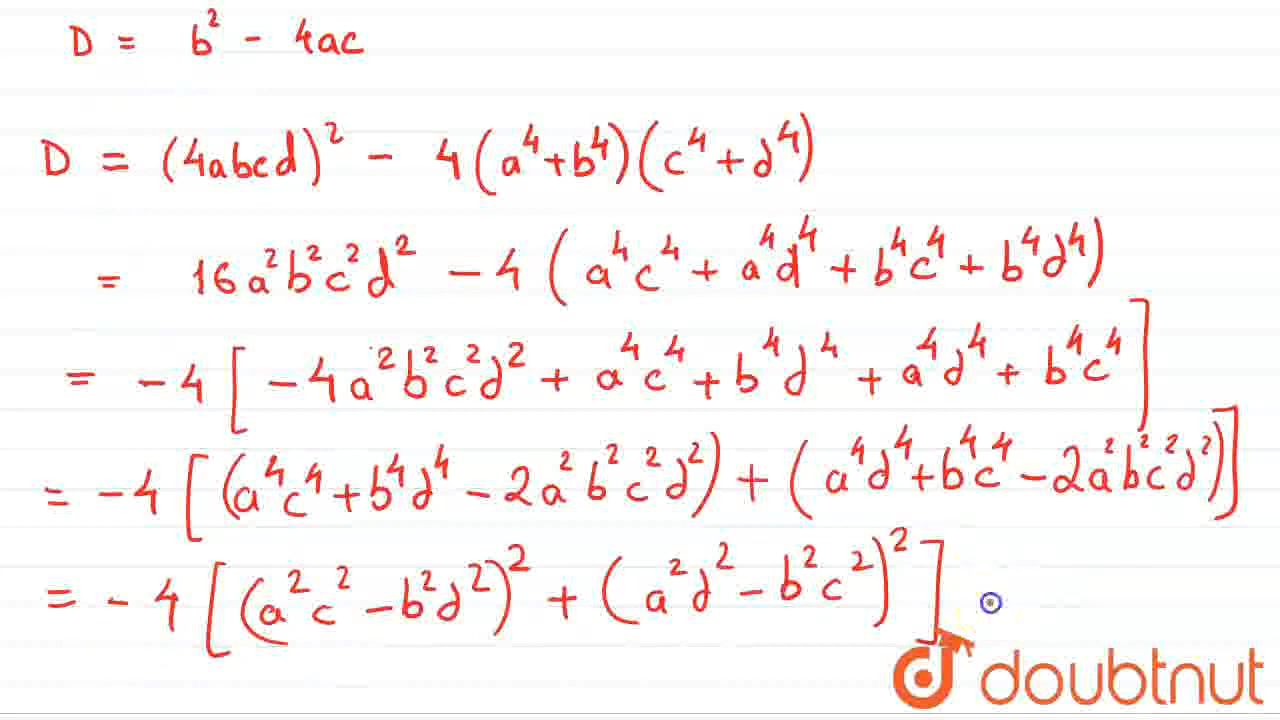 D = b² - 4ac
D = (4abcd)² - 4(a⁴+b⁴)(c⁴+d⁴)
= 16a²b²c²d² - 4(a⁴c⁴ + a⁴d⁴ + b⁴c⁴ + b⁴d⁴)
= -4[-4a²b²c²d² + a⁴c⁴ + b⁴d⁴ + a⁴d⁴ + b⁴c⁴]
= -4[(a⁴c⁴ + b⁴d⁴ - 2a²b²c²d²) + (a⁴d⁴ + b⁴c⁴ - 2a²b²c²d²)]
= -4[(a²c² - b²d²)² + (a²d² - b²c²)²]
doubtnut